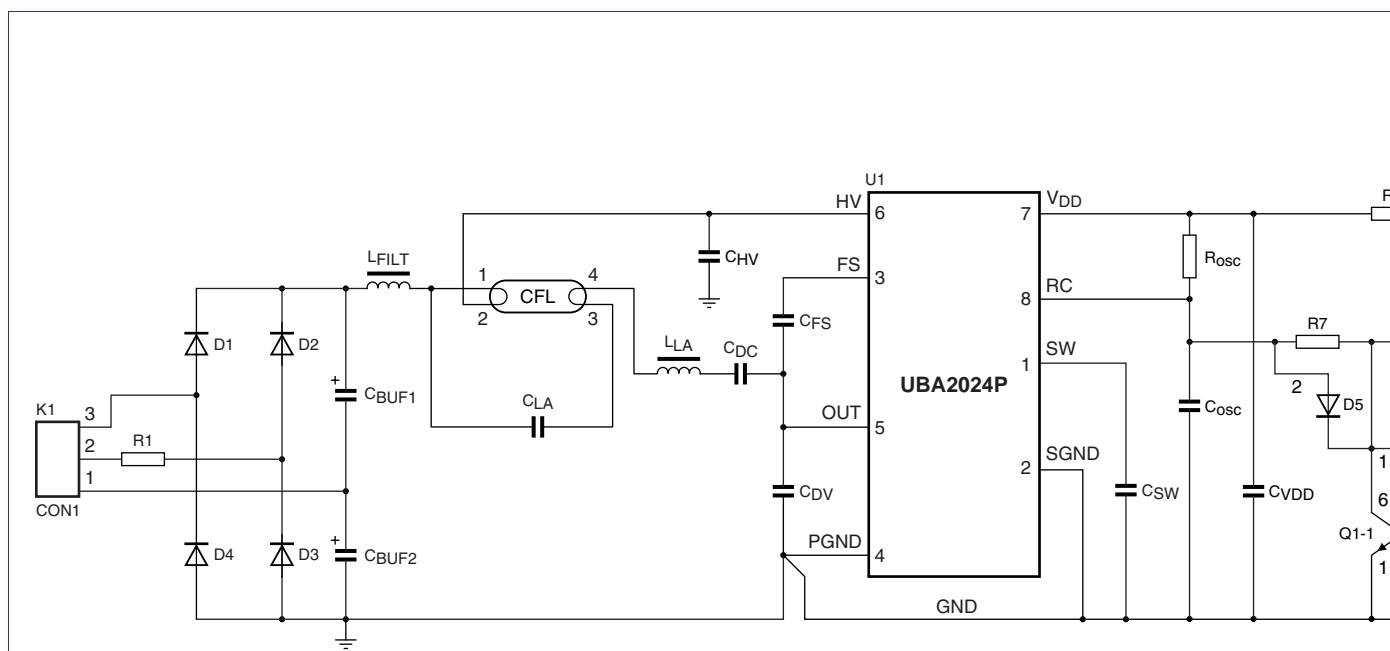 U1
HV
6
7
VDD
R
LFILT
1
4
CFL
2
3
CHV
FS
3
Rosc
8
RC
D1
D2
CFS
R7
LLA
CDC
UBA2024P
1
SW
2
D5
+
CBUF1
CLA
Cosc
K1
3
2
1
CON1
R1
OUT
5
2
SGND
1
CDV
CSW
CVDD
6
D4
D3
+
CBUF2
PGND
4
Q1-1
1
GND